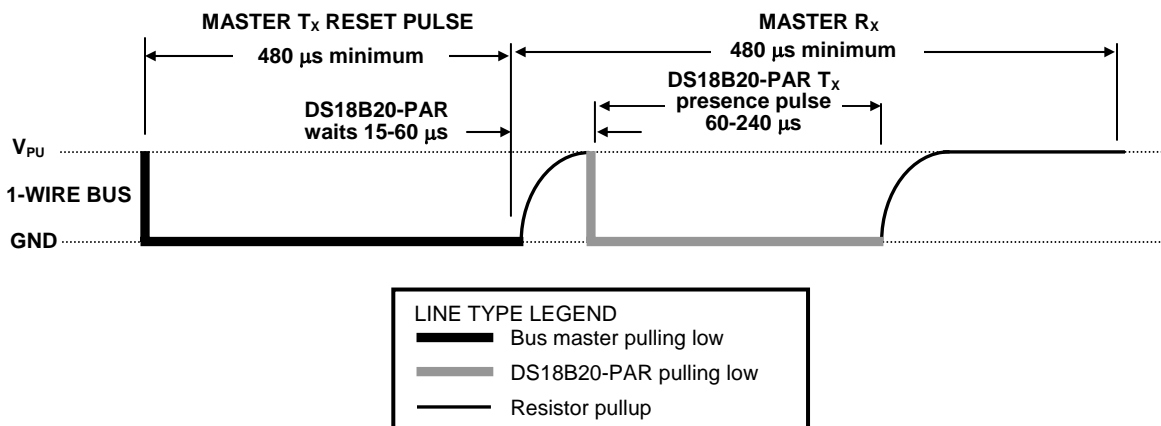 MASTER TX RESET PULSE
480 μs minimum
MASTER RX
480 μs minimum
DS18B20-PAR
waits 15-60 μs
DS18B20-PAR TX
presence pulse
60-240 μs
VPU
1-WIRE BUS
GND
LINE TYPE LEGEND
Bus master pulling low
DS18B20-PAR pulling low
Resistor pullup